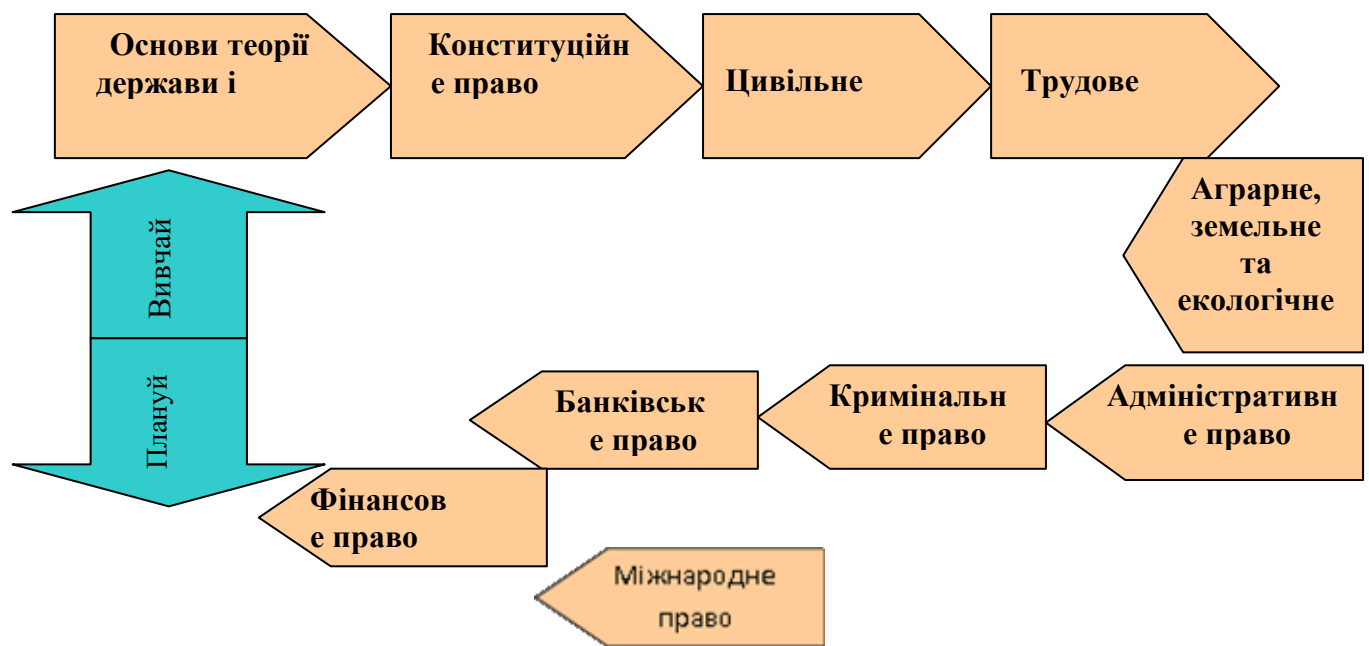 Основи теорії
держави і
Конституційн
е право
Цивільне
Трудове
Аграрне,
земельне
та
екологічне
Вивчай
Плануй
Банківськ
е право
Кримінальн
е право
Адміністративн
е право
Фінансов
е право
Міжнародне
право